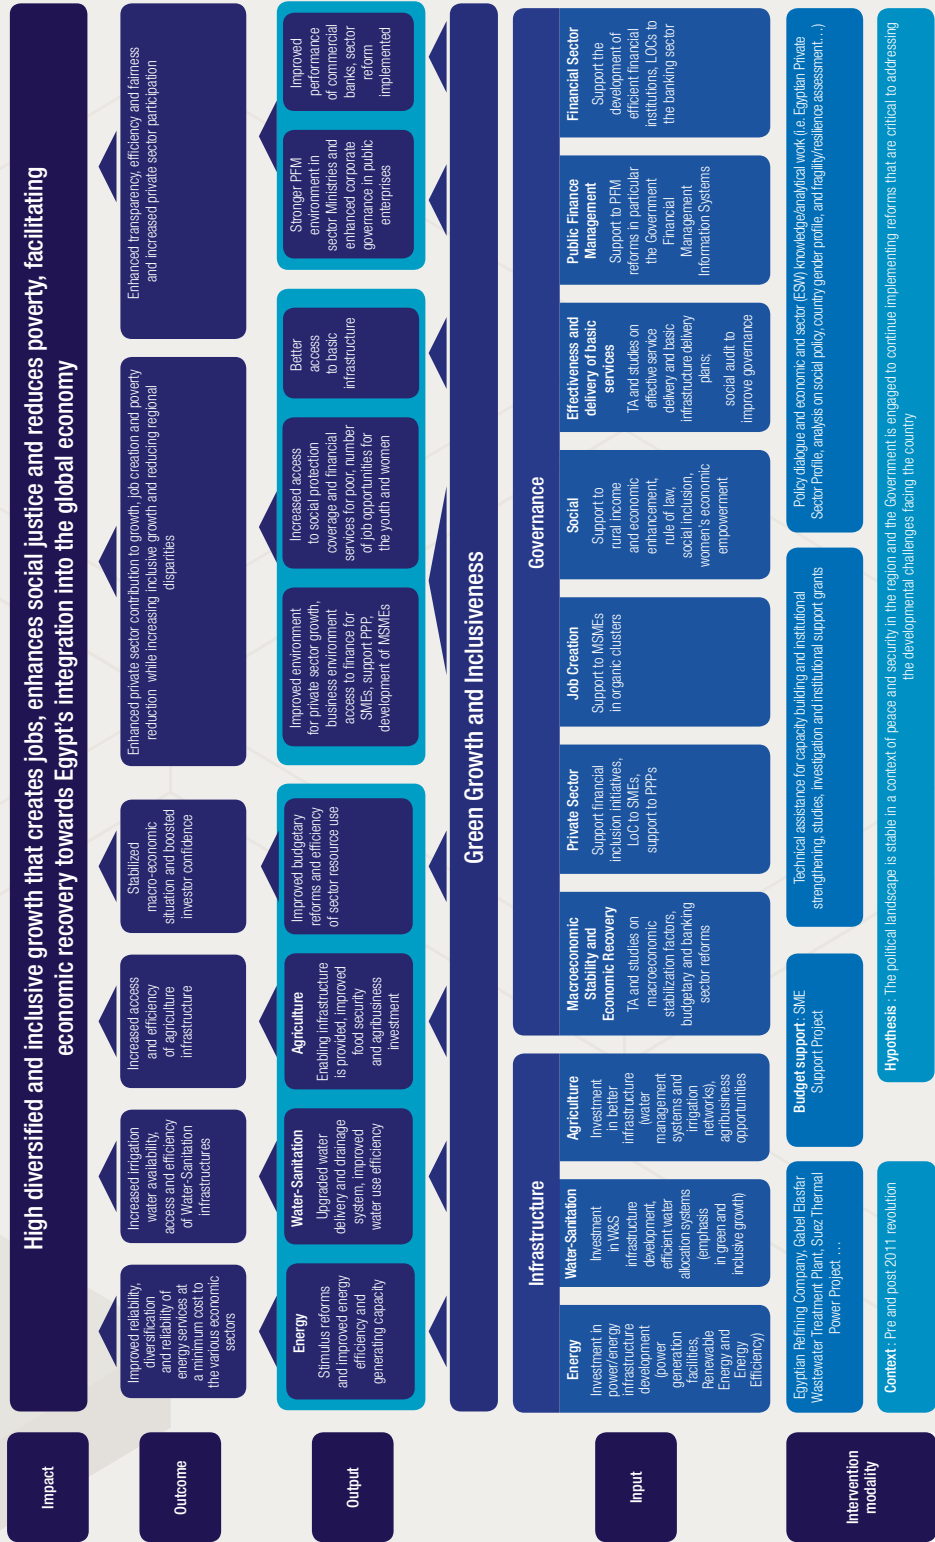 Impact
High diversified and inclusive growth that creates jobs, enhances social justice and reduces poverty, facilitating
economic recovery towards Egypt's integration into the global economy
Outcome
Improved reliability,
diversification
and reliability of
energy services at
a minimum cost to
the various economic
sectors
Increased irrigation
water availability,
access and efficiency
of Water-Sanitation
infrastructures
Increased access
and efficiency
of agriculture
infrastructure
Stabilized
macro-economic
situation and boosted
investor confidence
Enhanced private sector contribution to growth, job creation and poverty
reduction while increasing inclusive growth and reducing regional
disparities
Enhanced transparency, efficiency and fairness
and increased private sector participation
Output
Energy
Stimulus reforms
and improved energy
efficiency and
generating capacity
Water-Sanitation
Upgraded water
delivery and drainage
system, improved
water use efficiency
Agriculture
Enabling infrastructure
is provided, improved
food security
and agribusiness
investment
Improved budgetary
reforms and efficiency
of sector resource use
Improved environment
for private sector growth,
business environment
access to finance for
SMEs, support PPP,
development of MSMEs
Increased access
to social protection
coverage and financial
services for poor, number
of job opportunities for
the youth and women
Better
access
to basic
infrastructure
Stronger PFM
environment in
sector Ministries and
enhanced corporate
governance in public
enterprises
Improved
performance
of commercial
banks, sector
reform
implemented
Green Growth and Inclusiveness
Input
Infrastructure
Energy
Investment in
power/energy
infrastructure
development
(power
generation
facilities,
Renewable
Energy and
Energy
Efficiency)
Water-Sanitation
Investment
in W&S
infrastructure
development,
efficient water
allocation systems
(emphasis
in green and
inclusive growth)
Agriculture
Investment
in better
infrastructure
(water
management
systems and
irrigation
networks),
agribusiness
opportunities
Governance
Macroeconomic
Stability and
Economic Recovery
TA and studies on
macroeconomic
stabilization factors,
budgetary and banking
sector reforms
Private Sector
Support financial
inclusion initiatives,
LoC to SMEs,
support to PPPs
Job Creation
Support to MSMEs
in organic clusters
Social
Support to
rural income
and economic
enhancement,
rule of law,
social inclusion,
women's economic
empowerment
Effectiveness and
delivery of basic
services
TA and studies on
effective service
delivery and basic
infrastructure delivery
plans;
social audit to
improve governance
Public Finance
Management
Support to PFM
reforms in particular
the Government
Financial
Management
Information Systems
Financial Sector
Support the
development of
efficient financial
institutions, LOCs to
the banking sector
Intervention
modality
Egyptian Refining Company, Gabel Elasfar
Wastewater Treatment Plant, Suez Thermal
Power Project ...
Budget support : SME
Support Project
Technical assistance for capacity building and institutional
strengthening, studies, investigation and institutional support grants
Policy dialogue and economic and sector (ESW) knowledge/analytical work (i.e. Egyptian Private
Sector Profile, analysis on social policy, country gender profile, and fragility/resilience assessment...)
Context : Pre and post 2011 revolution
Hypothesis : The political landscape is stable in a context of peace and security in the region and the Government is engaged to continue implementing reforms that are critical to addressing
the developmental challenges facing the country